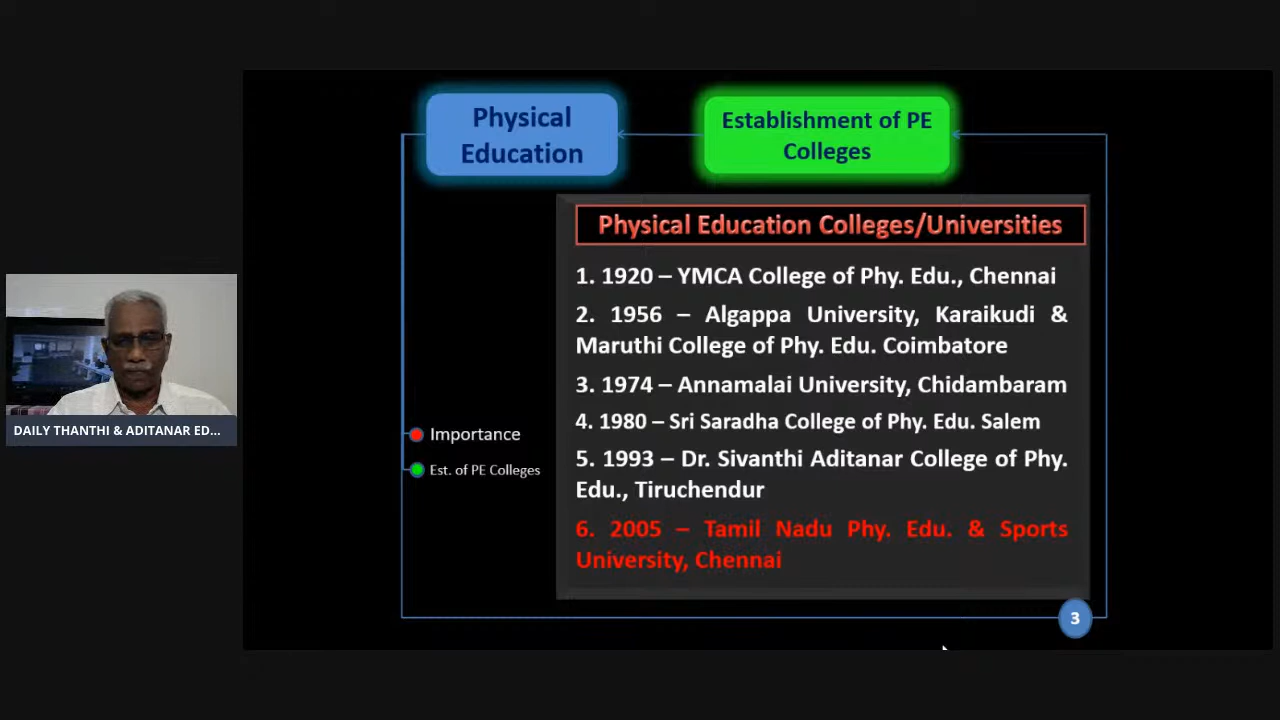 Physical
Education
Establishment of PE
Colleges
Physical Education Colleges/Universities
1. 1920 – YMCA College of Phy. Edu., Chennai
2. 1956 – Algappa University, Karaikudi &
Maruthi College of Phy. Edu. Coimbatore
3. 1974 – Annamalai University, Chidambaram
4. 1980 – Sri Saradha College of Phy. Edu. Salem
5. 1993 – Dr. Sivanthi Aditanar College of Phy.
Edu., Tiruchendur
6. 2005 – Tamil Nadu Phy. Edu. & Sports
University, Chennai
Importance
Est. of PE Colleges
DAILY THANTHI & ADITANAR ED...
3